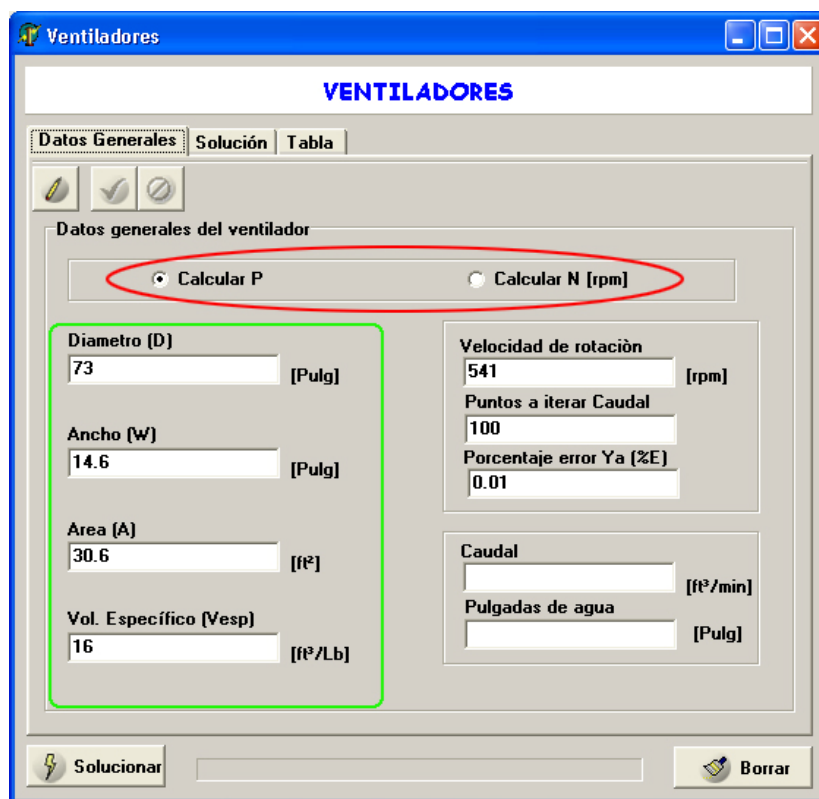 Ventiladores
VENTILADORES
Datos Generales Solución Tabla
Datos generales del ventilador
Calcular P Calcular N [rpm]
Diametro (D)
73 [Pulg]
Ancho (W)
14.6 [Pulg]
Area (A)
30.6 [ft²]
Vol. Específico (Vesp)
16 [ft³/Lb]
Velocidad de rotaciòn
541 [rpm]
Puntos a iterar Caudal
100
Porcentaje error Ya (%E)
0.01
Caudal
[ft³/min]
Pulgadas de agua
[Pulg]
Solucionar Borrar